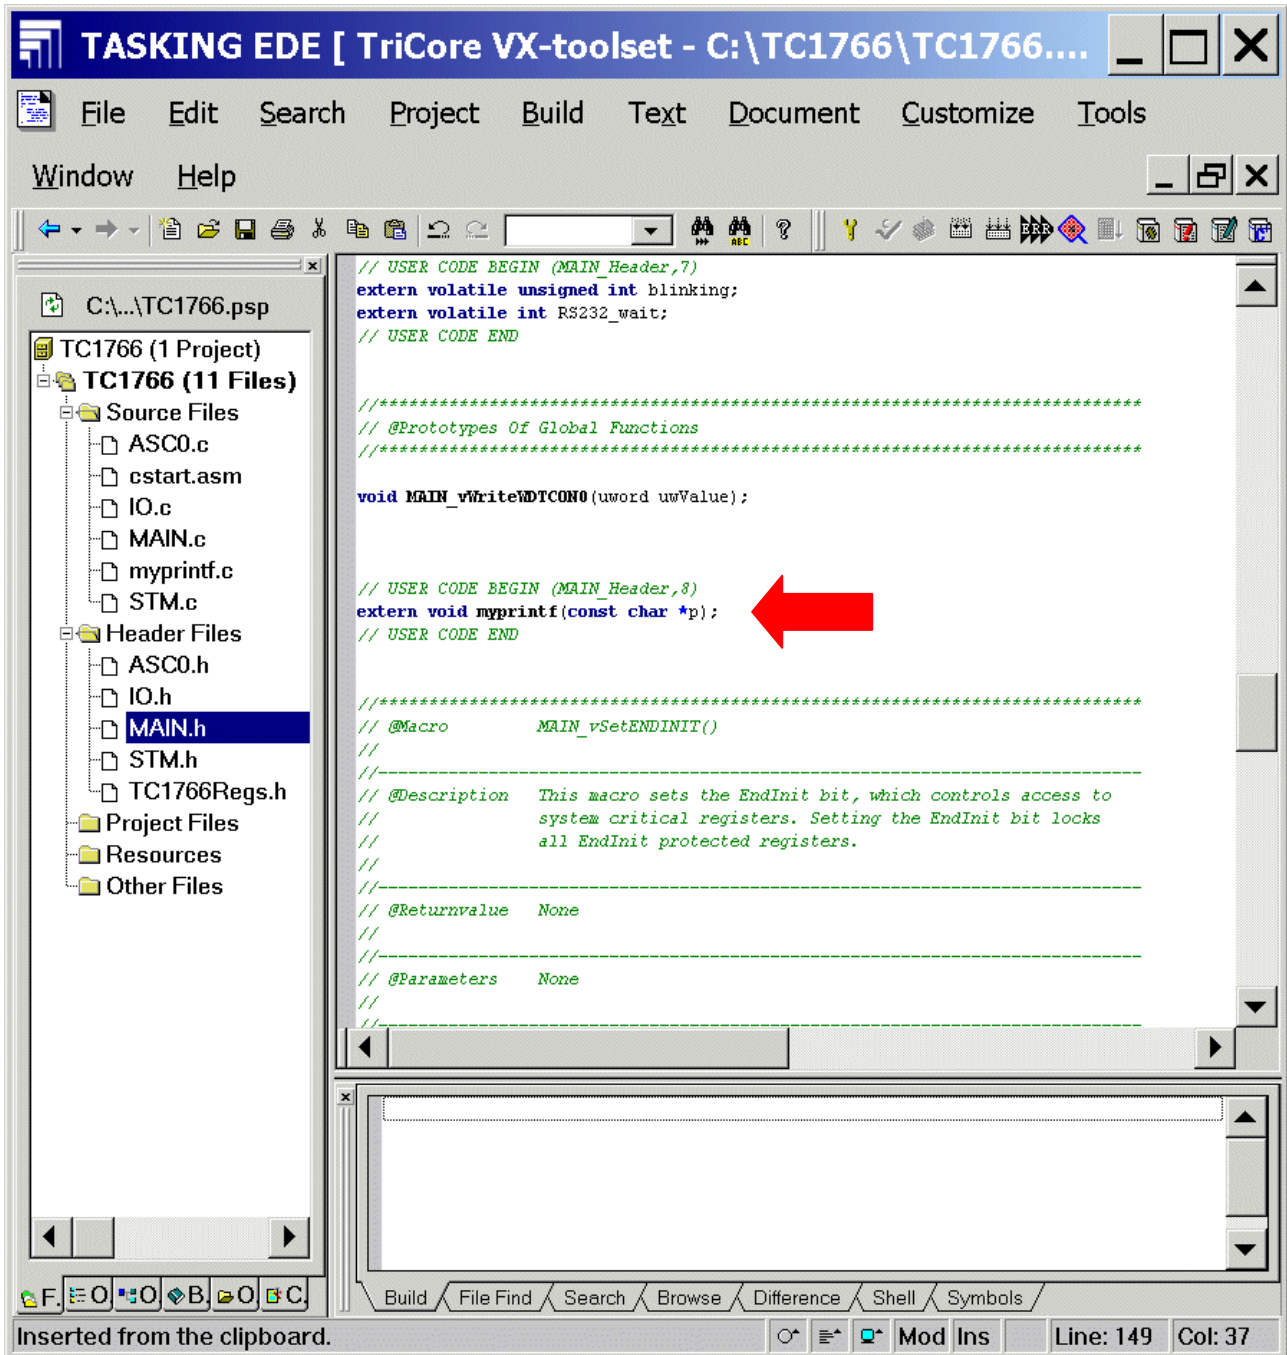 TASKING EDE [ TriCore VX-toolset - C:\TC1766\TC1766....
File Edit Search Project Build Text Document Customize Tools
Window Help
C:\...\TC1766.psp
TC1766 (1 Project)
TC1766 (11 Files)
Source Files
ASC0.c
cstart.asm
IO.c
MAIN.c
myprintf.c
STM.c
Header Files
ASC0.h
IO.h
MAIN.h
STM.h
TC1766Regs.h
Project Files
Resources
Other Files
F. O O B. O C.
// USER CODE BEGIN (MAIN_Header,7)
extern volatile unsigned int blinking;
extern volatile int RS232_wait;
// USER CODE END
//****************************************************************************
// @Prototypes Of Global Functions
//****************************************************************************
void MAIN_vWriteWDTCON0(uword uwValue);
// USER CODE BEGIN (MAIN_Header,8)
extern void myprintf(const char *p);
// USER CODE END
//****************************************************************************
// @Macro MAIN_vSetENDINIT()
//
//----------------------------------------------------------------------------
// @Description This macro sets the EndInit bit, which controls access to
// system critical registers. Setting the EndInit bit locks
// all EndInit protected registers.
//
//----------------------------------------------------------------------------
// @Returnvalue None
//
//----------------------------------------------------------------------------
// @Parameters None
//
//----------------------------------------------------------------------------
Build File Find Search Browse Difference Shell Symbols
Inserted from the clipboard. Mod Ins Line: 149 Col: 37